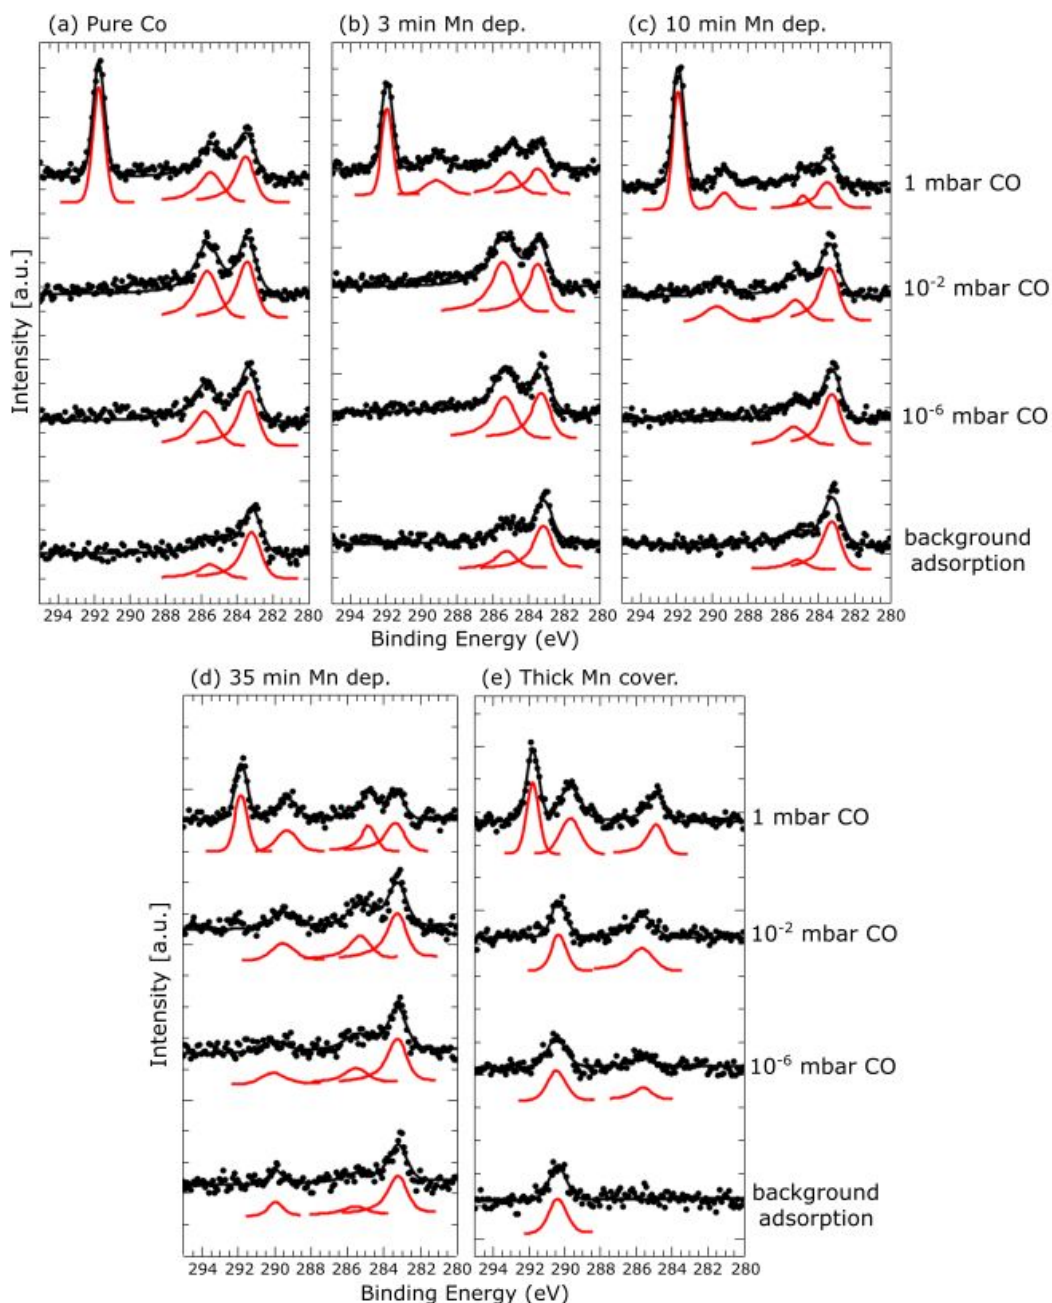 (a) Pure Co
(b) 3 min Mn dep.
(c) 10 min Mn dep.
1 mbar CO
10⁻² mbar CO
10⁻⁶ mbar CO
background
adsorption
Intensity [a.u.]
294 292 290 288 286 284 282 280
294 292 290 288 286 284 282 280
294 292 290 288 286 284 282 280
Binding Energy (eV)
(d) 35 min Mn dep.
(e) Thick Mn cover.
1 mbar CO
10⁻² mbar CO
10⁻⁶ mbar CO
background
adsorption
Intensity [a.u.]
294 292 290 288 286 284 282 280
294 292 290 288 286 284 282 280
Binding Energy (eV)